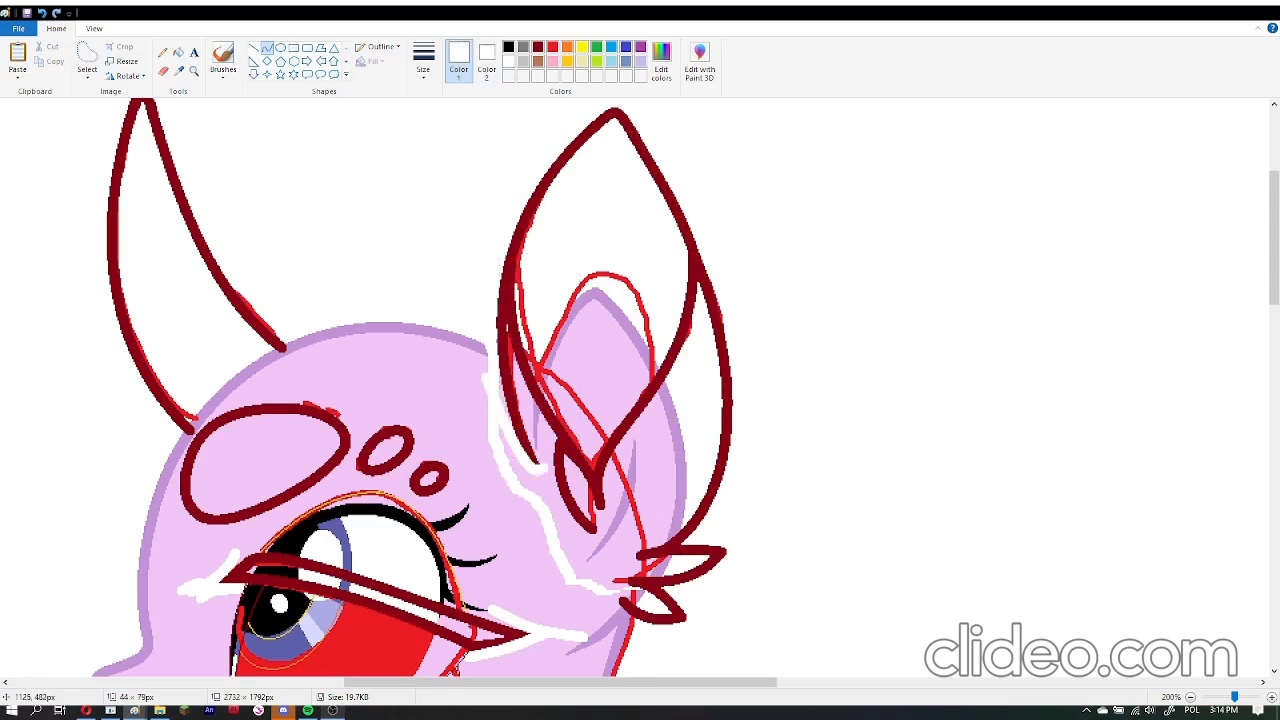 File Home View
Paste Cut Copy Select Crop Resize Rotate A Brushes Outline Fill Size Color 1 Color 2 Edit colors Edit with Paint 3D
Clipboard Image Tools Shapes Colors
clideo.com
1125, 482px 44 × 79px 2732 × 1792px Size: 19.7KB 200%
An POL 3:14 PM